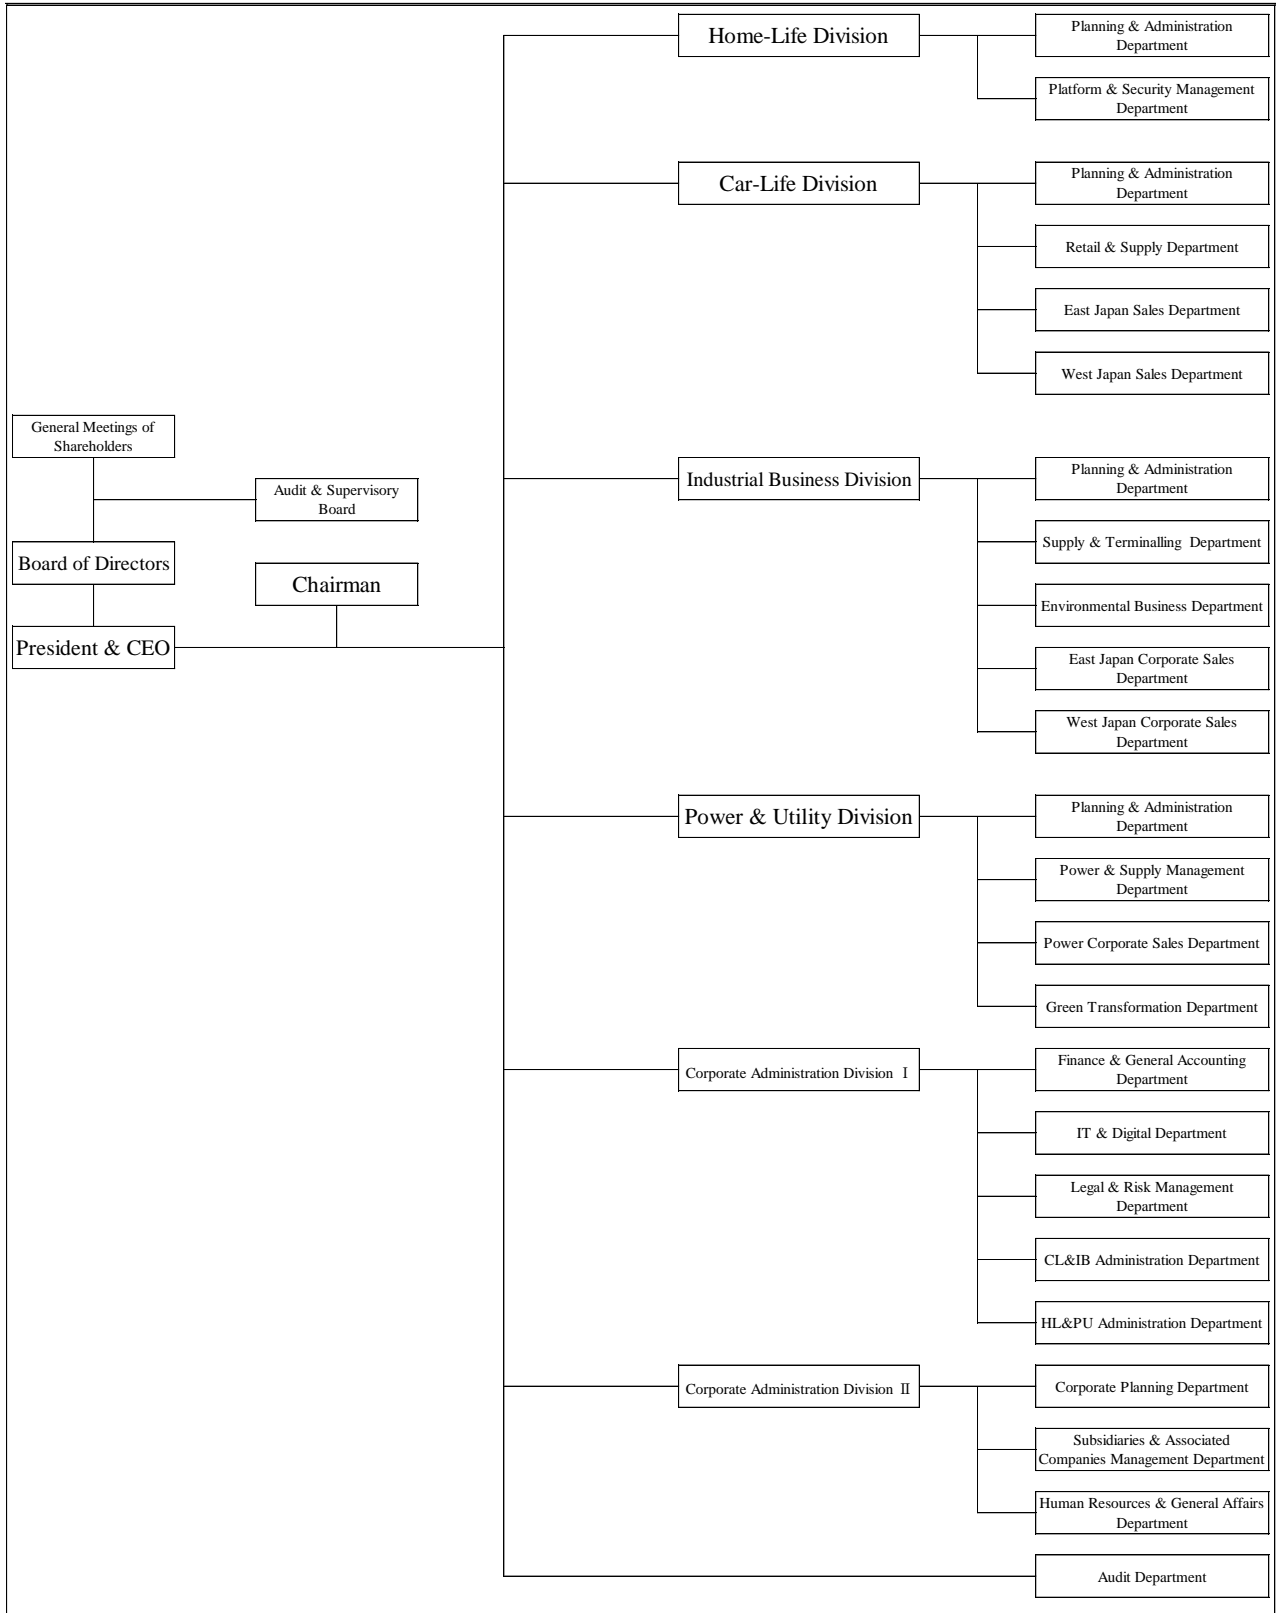 Home-Life Division
Planning & Administration
Department
Platform & Security Management
Department
Car-Life Division
Planning & Administration
Department
Retail & Supply Department
East Japan Sales Department
West Japan Sales Department
General Meetings of
Shareholders
Audit & Supervisory
Board
Board of Directors
Chairman
President & CEO
Industrial Business Division
Planning & Administration
Department
Supply & Terminalling Department
Environmental Business Department
East Japan Corporate Sales
Department
West Japan Corporate Sales
Department
Power & Utility Division
Planning & Administration
Department
Power & Supply Management
Department
Power Corporate Sales Department
Green Transformation Department
Corporate Administration Division Ⅰ
Finance & General Accounting
Department
IT & Digital Department
Legal & Risk Management
Department
CL&IB Administration Department
HL&PU Administration Department
Corporate Administration Division Ⅱ
Corporate Planning Department
Subsidiaries & Associated
Companies Management Department
Human Resources & General Affairs
Department
Audit Department